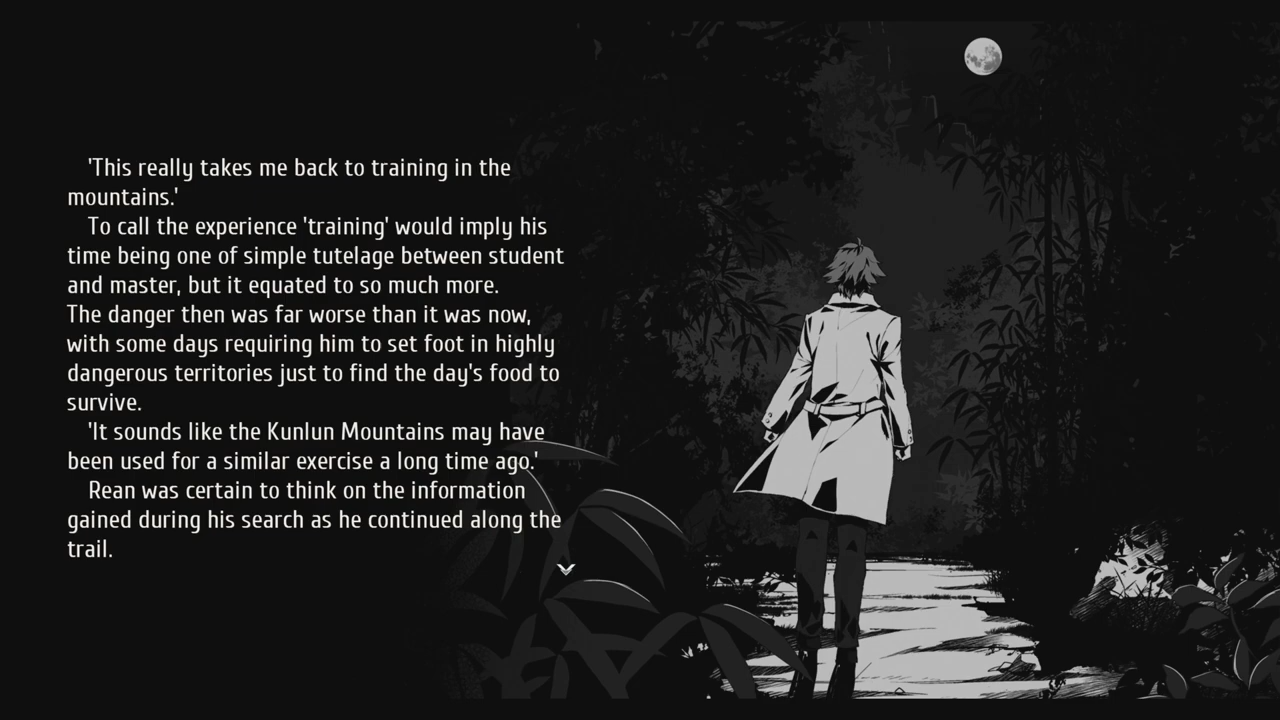 'This really takes me back to training in the
mountains.'
To call the experience 'training' would imply his
time being one of simple tutelage between student
and master, but it equated to so much more.
The danger then was far worse than it was now,
with some days requiring him to set foot in highly
dangerous territories just to find the day's food to
survive.
'It sounds like the Kunlun Mountains may have
been used for a similar exercise a long time ago.'
Rean was certain to think on the information
gained during his search as he continued along the
trail.